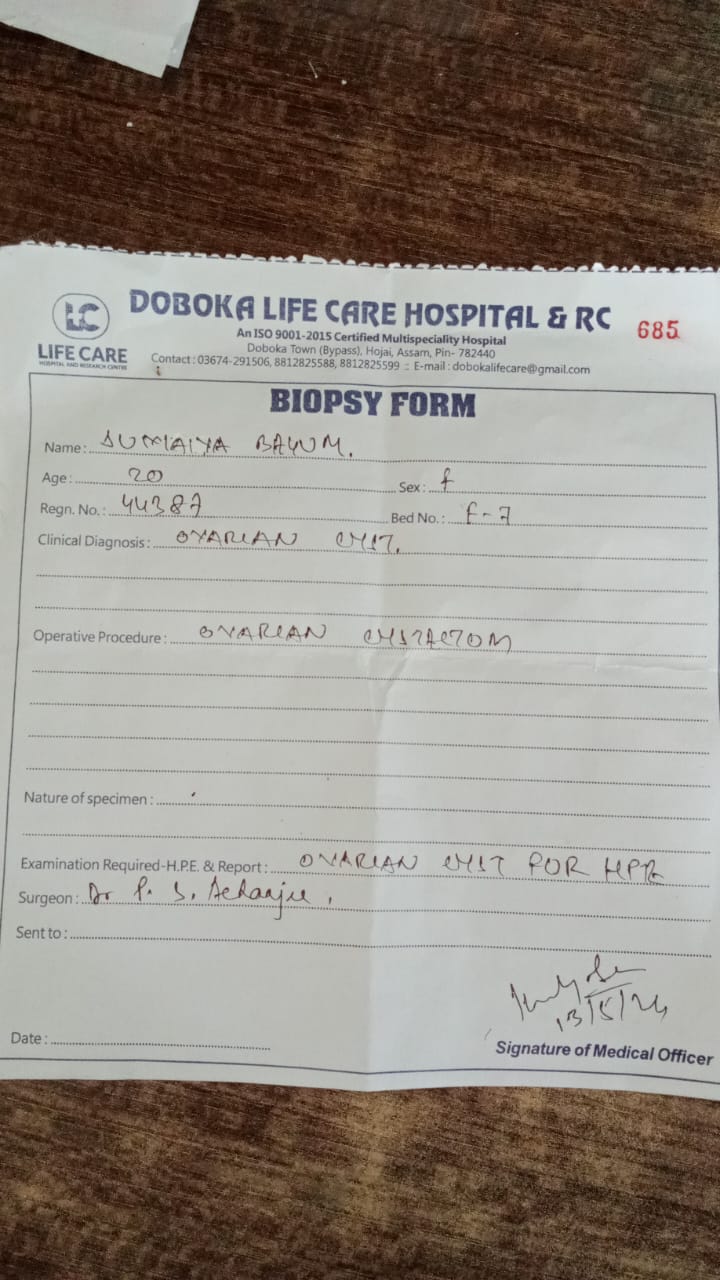 LC
LIFE CARE
HOSPITAL AND RESEARCH CENTRE
DOBOKA LIFE CARE HOSPITAL & RC
685
An ISO 9001-2015 Certified Multispeciality Hospital
Doboka Town (Bypass), Hojai, Assam, Pin- 782440
Contact : 03674-291506, 8812825588, 8812825599 :: E-mail : dobokalifecare@gmail.com
BIOPSY FORM
Name : SUMAIYA BAYUM.
Age : 20 Sex : f
Regn. No. : 44387 Bed No. : F-7
Clinical Diagnosis : OVARIAN CYST.
Operative Procedure : OVARIAN CYSTACTOM
Nature of specimen :
Examination Required-H.P.E. & Report : OVARIAN CYST FOR HPE
Surgeon : Dr P. S. Acharjee,
Sent to :
13/5/24
Date :
Signature of Medical Officer